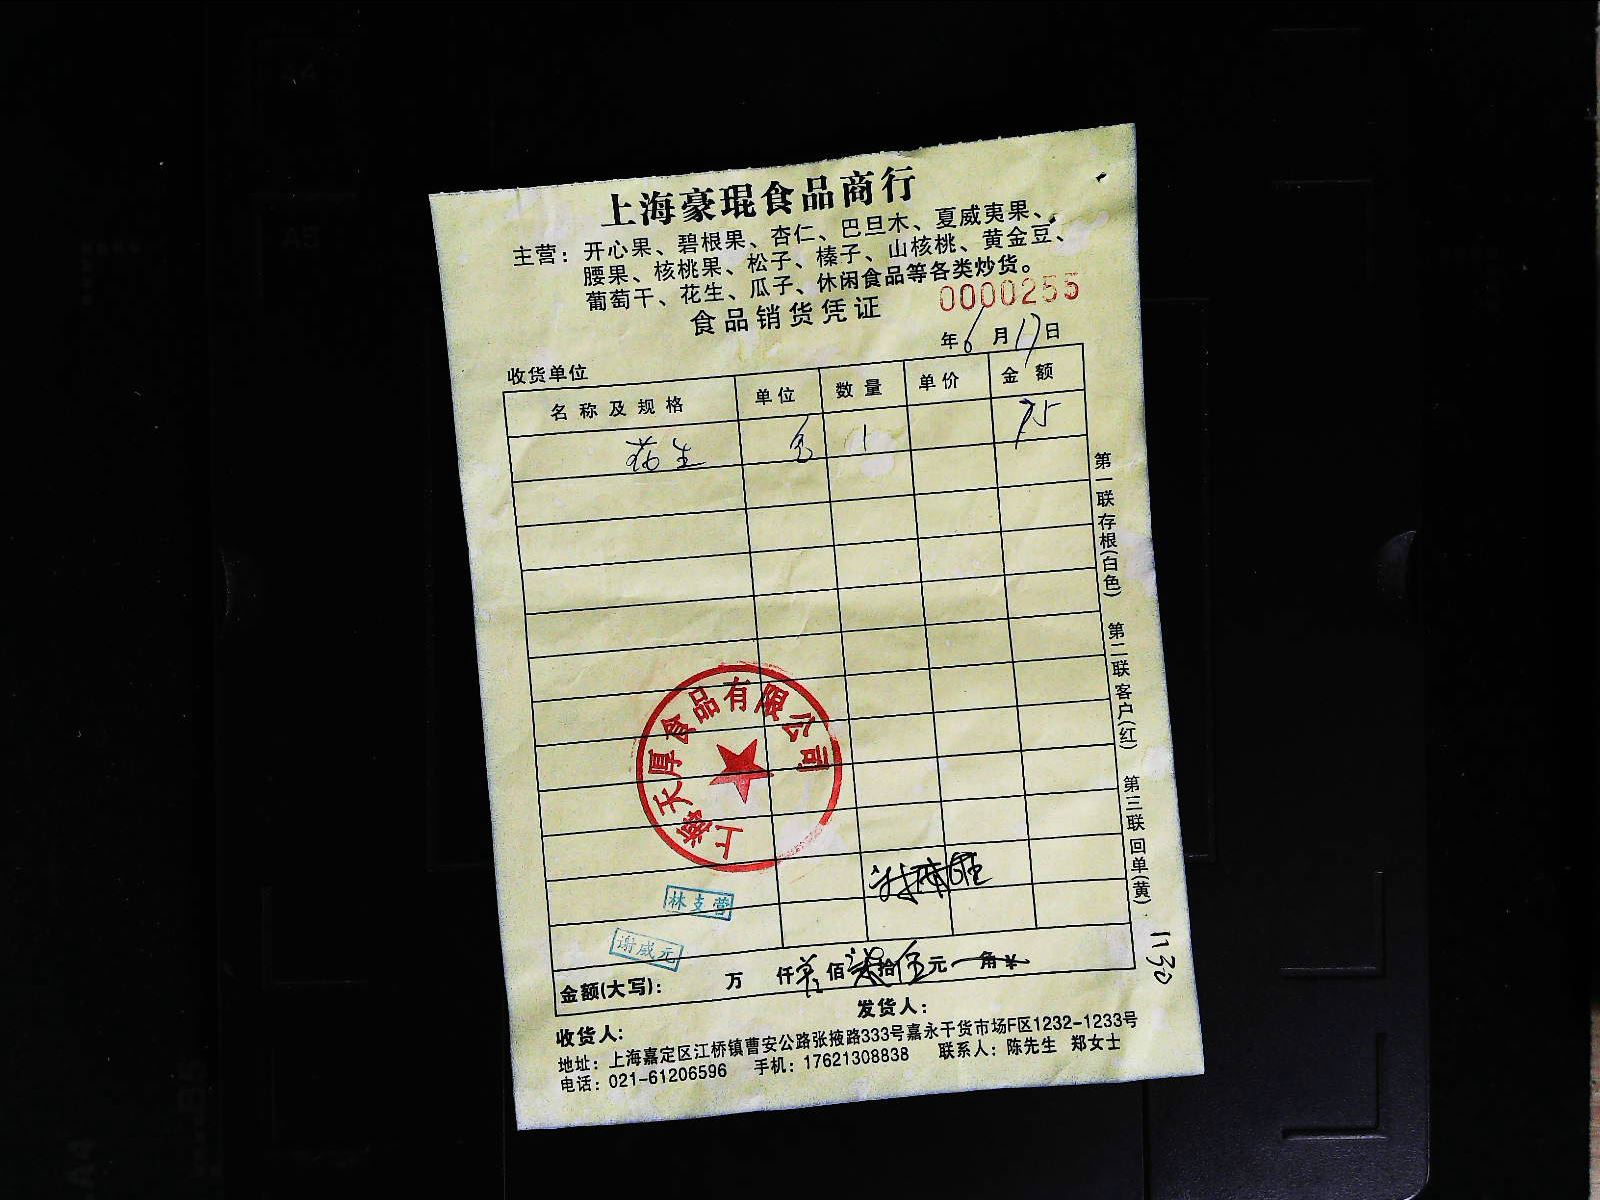 上海豪琨食品商行
主营：开心果、碧根果、杏仁、巴旦木、夏威夷果、
腰果、核桃果、松子、榛子、山核桃、黄金豆、
葡萄干、花生、瓜子、休闲食品等各类炒货。
食品销货凭证
0000255
年6月17日
收货单位
名称及规格 单位 数量 单价 金额
花生 包 1 75
第一联存根(白色) 第二联客户(红) 第三联回单(黄)
上海天厚食品有限公司
林支营
谢威元
1130
金额(大写)： 万 仟 佰 柒拾伍元 角 ¥
收货人： 发货人：
地址：上海嘉定区江桥镇曹安公路张掖路333号嘉永干货市场F区1232-1233号
电话：021-61206596 手机：17621308838 联系人：陈先生 郑女士